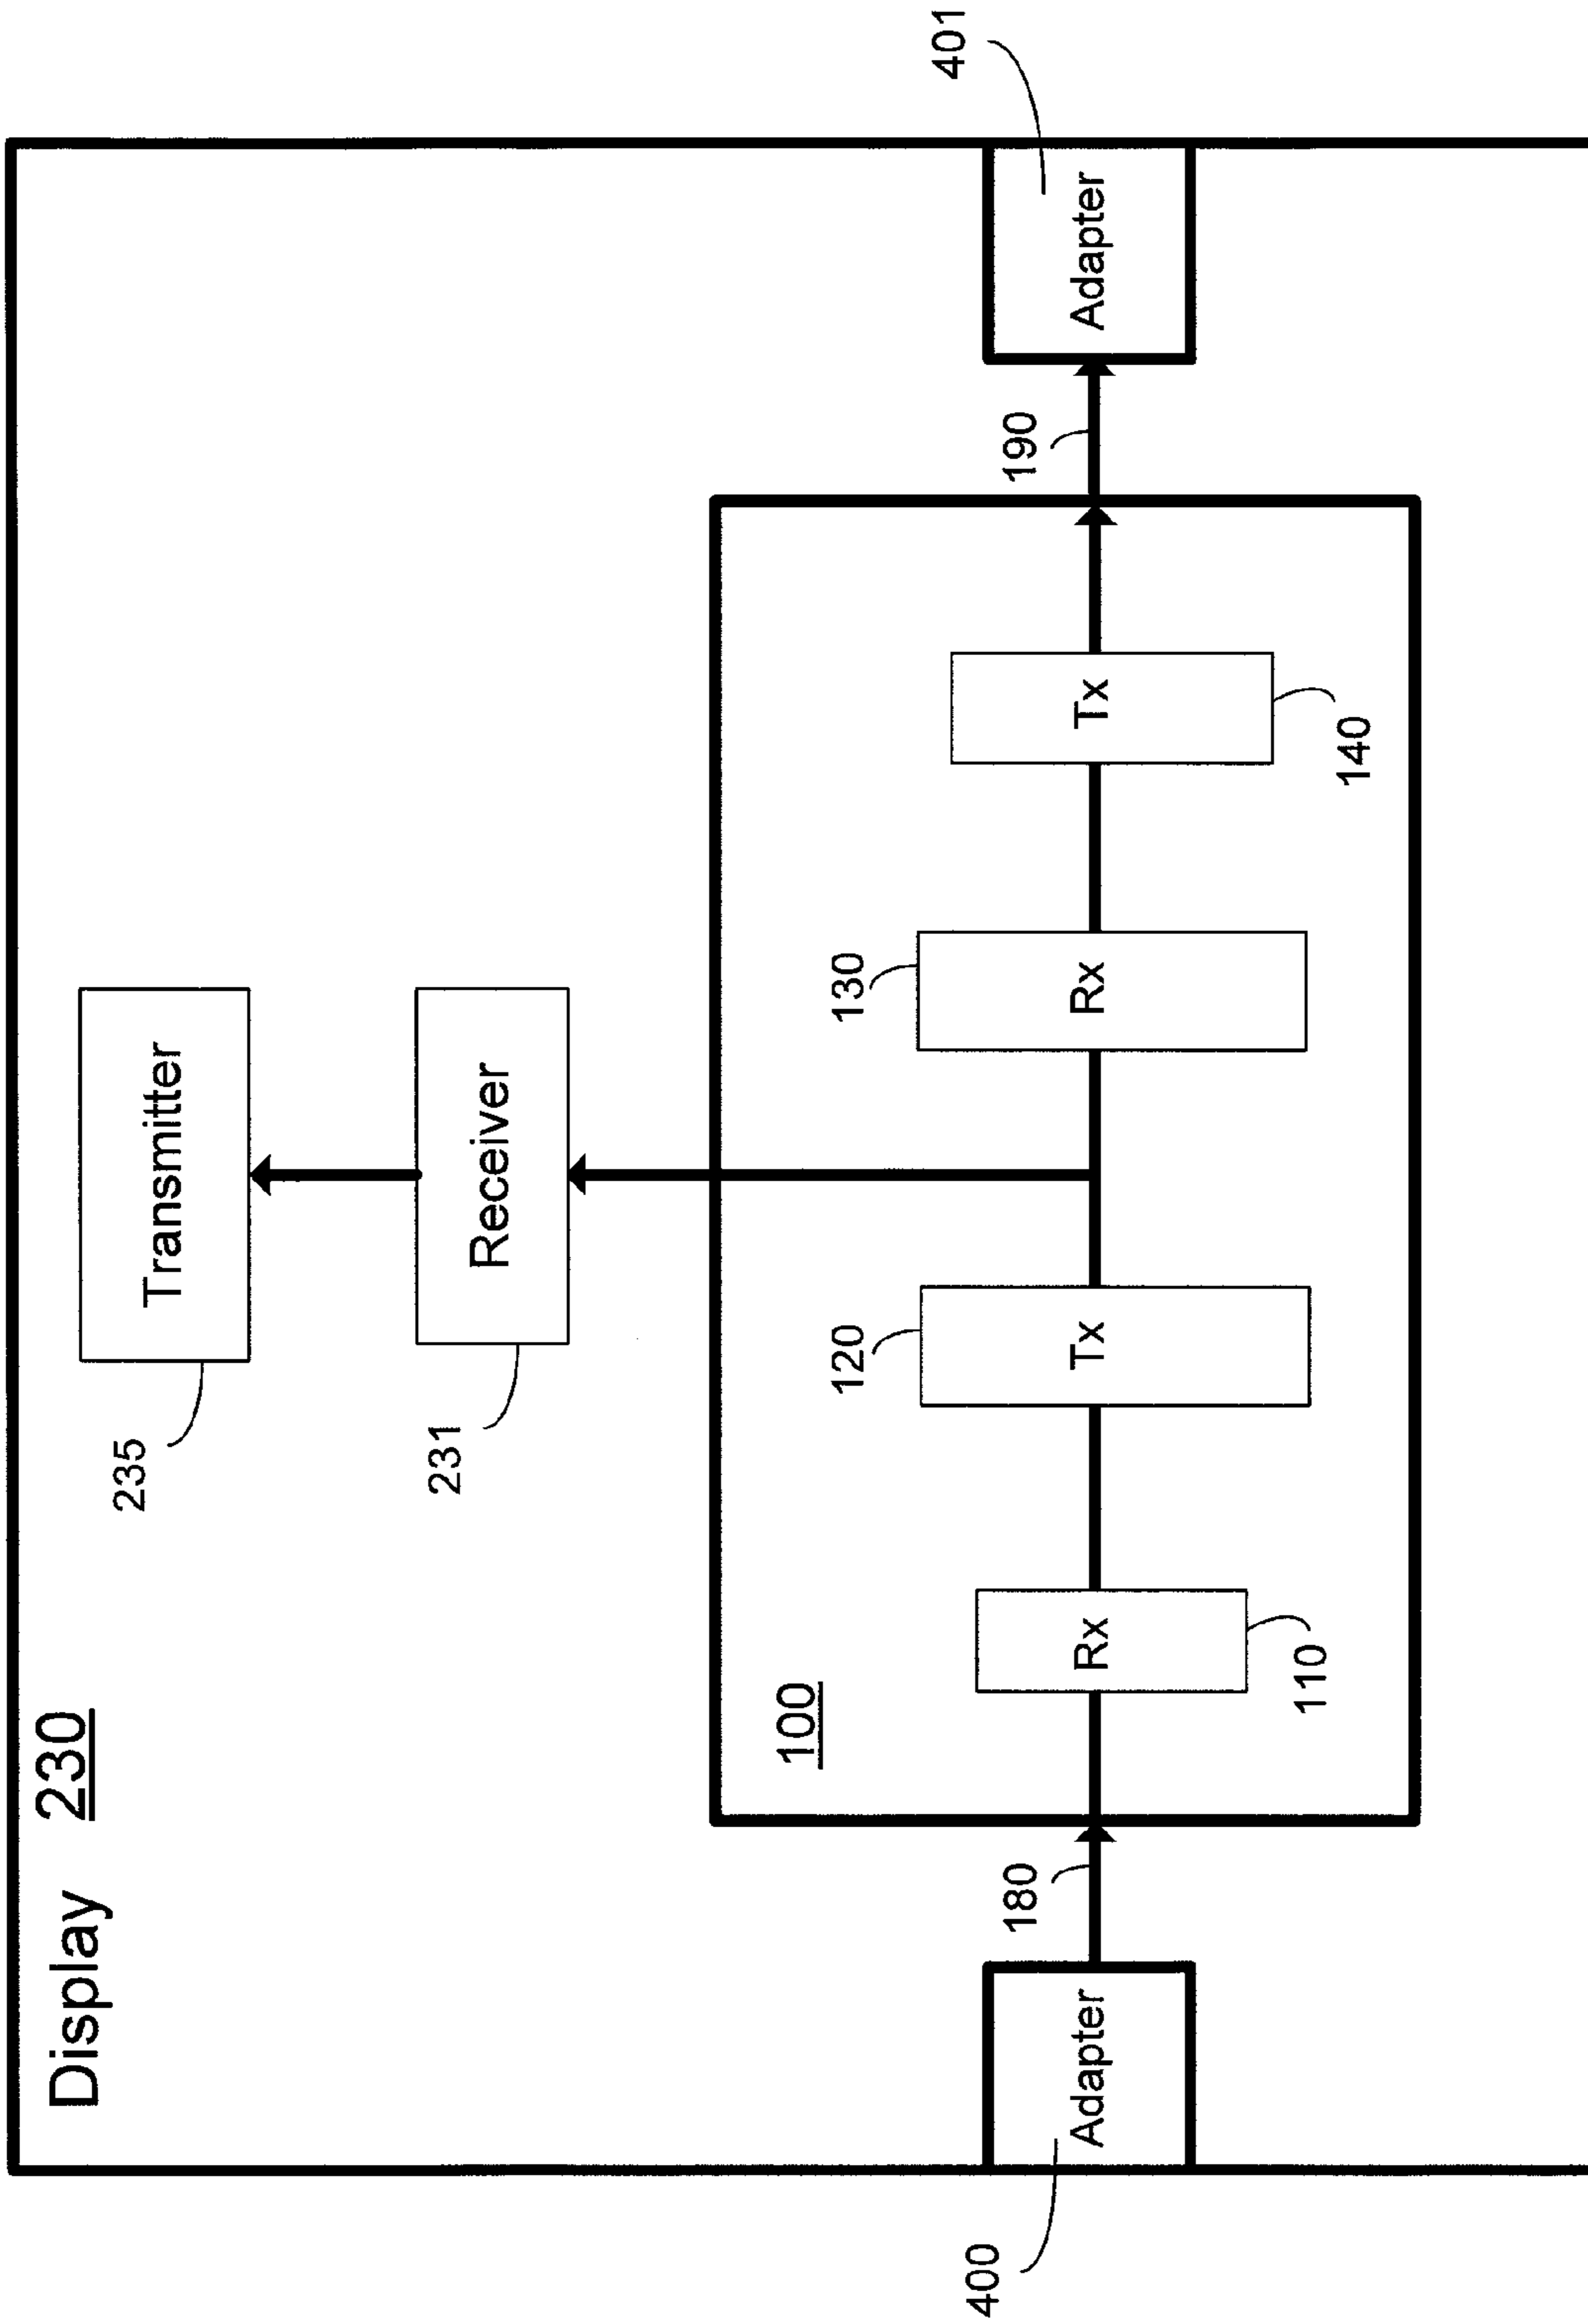 Display 230
235
Transmitter
231
Receiver
100
400
Adapter
180
110
Rx
120
Tx
130
Rx
140
Tx
190
Adapter
401